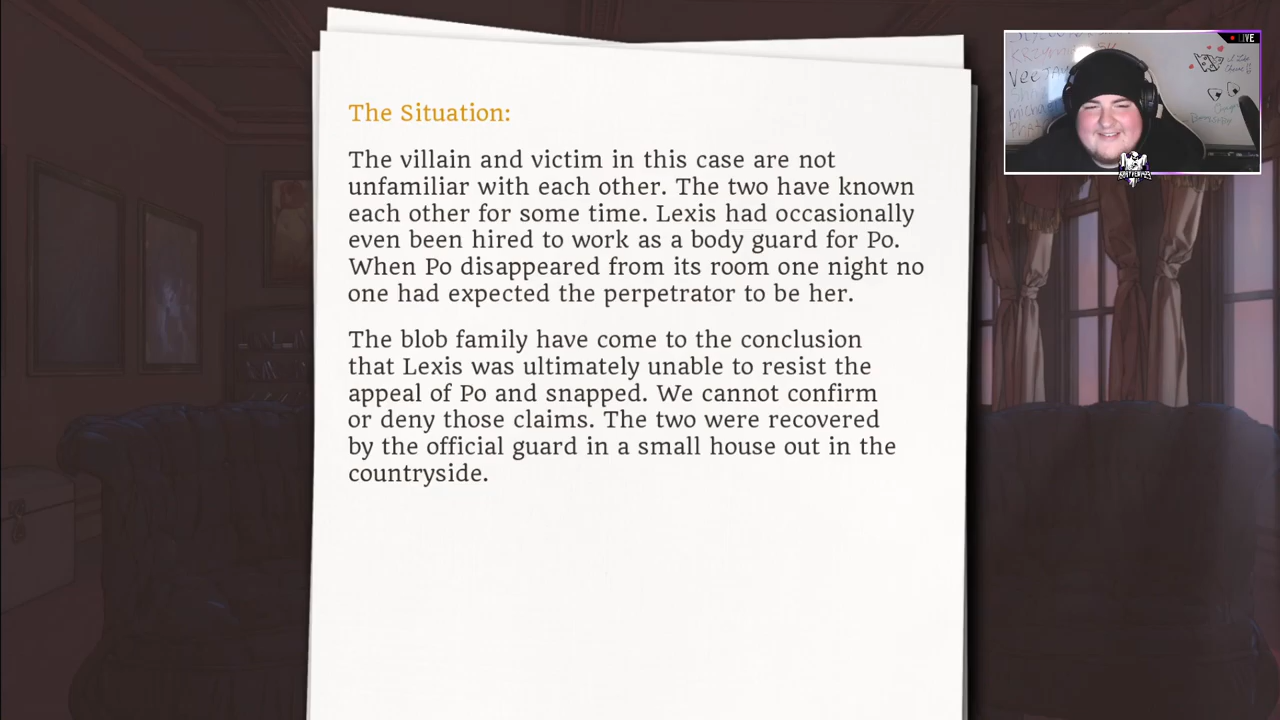 The Situation:
The villain and victim in this case are not
unfamiliar with each other. The two have known
each other for some time. Lexis had occasionally
even been hired to work as a body guard for Po.
When Po disappeared from its room one night no
one had expected the perpetrator to be her.
The blob family have come to the conclusion
that Lexis was ultimately unable to resist the
appeal of Po and snapped. We cannot confirm
or deny those claims. The two were recovered
by the official guard in a small house out in the
countryside.
LIVE